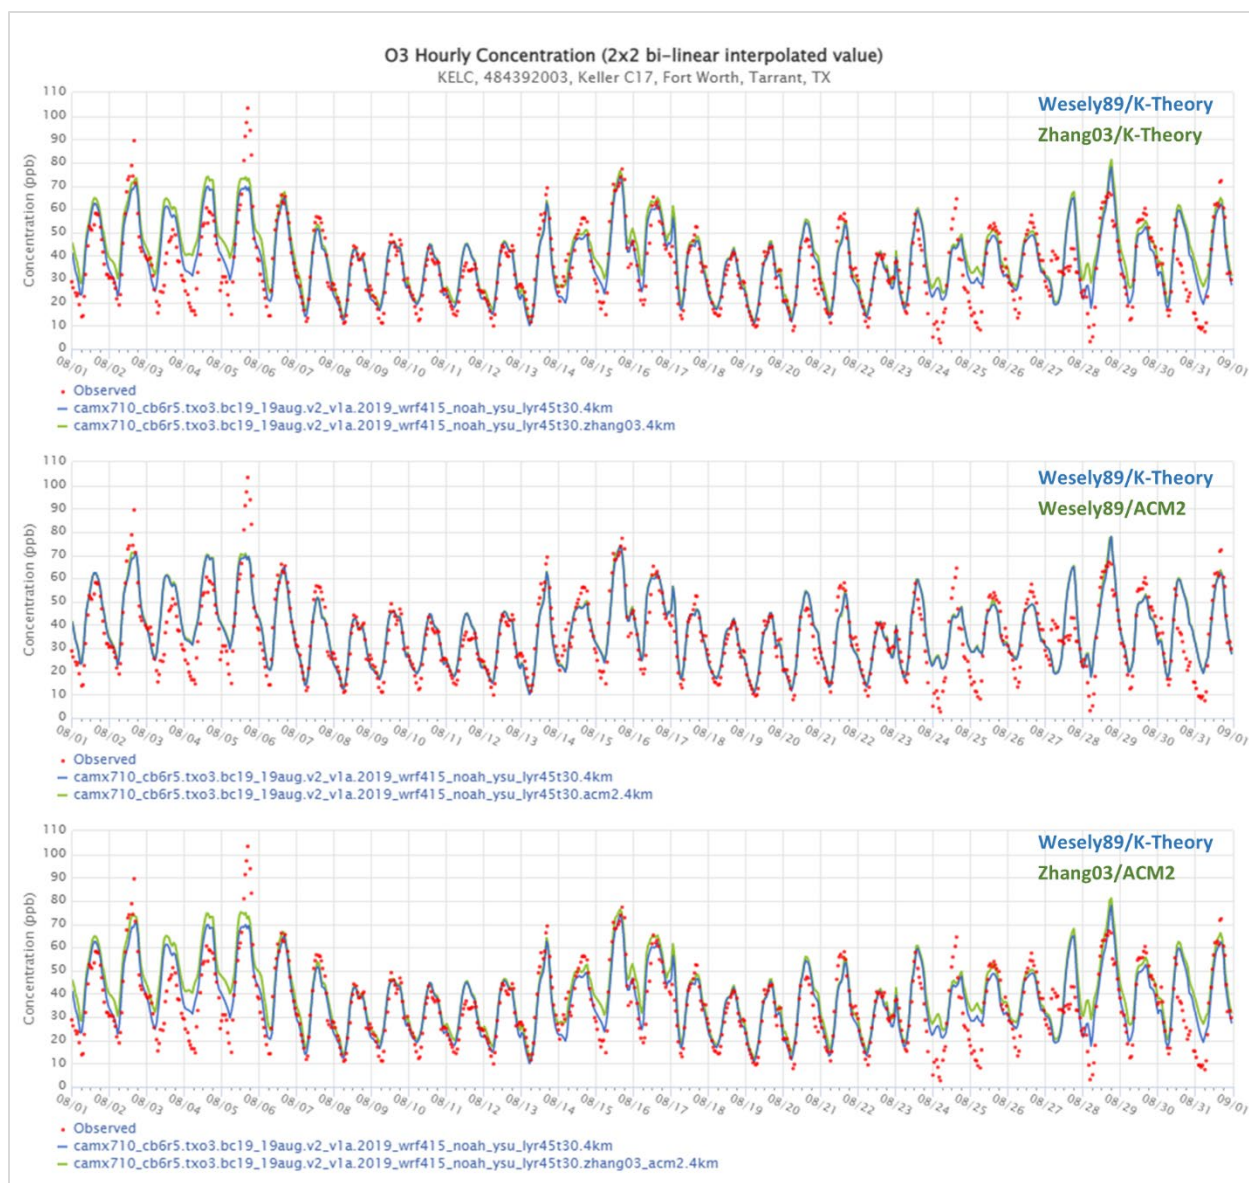 O3 Hourly Concentration (2x2 bi-linear interpolated value)
KELC, 484392003, Keller C17, Fort Worth, Tarrant, TX
Wesely89/K-Theory
Zhang03/K-Theory
Concentration (ppb)
110
100
90
80
70
60
50
40
30
20
10
0
08/01 08/02 08/03 08/04 08/05 08/06 08/07 08/08 08/09 08/10 08/11 08/12 08/13 08/14 08/15 08/16 08/17 08/18 08/19 08/20 08/21 08/22 08/23 08/24 08/25 08/26 08/27 08/28 08/29 08/30 08/31 09/01
Observed
camx710_cb6r5.txo3.bc19_19aug.v2_v1a.2019_wrf415_noah_ysu_lyr45t30.4km
camx710_cb6r5.txo3.bc19_19aug.v2_v1a.2019_wrf415_noah_ysu_lyr45t30.zhang03.4km
Wesely89/K-Theory
Wesely89/ACM2
Concentration (ppb)
110
100
90
80
70
60
50
40
30
20
10
0
08/01 08/02 08/03 08/04 08/05 08/06 08/07 08/08 08/09 08/10 08/11 08/12 08/13 08/14 08/15 08/16 08/17 08/18 08/19 08/20 08/21 08/22 08/23 08/24 08/25 08/26 08/27 08/28 08/29 08/30 08/31 09/01
Observed
camx710_cb6r5.txo3.bc19_19aug.v2_v1a.2019_wrf415_noah_ysu_lyr45t30.4km
camx710_cb6r5.txo3.bc19_19aug.v2_v1a.2019_wrf415_noah_ysu_lyr45t30.acm2.4km
Wesely89/K-Theory
Zhang03/ACM2
Concentration (ppb)
110
100
90
80
70
60
50
40
30
20
10
0
08/01 08/02 08/03 08/04 08/05 08/06 08/07 08/08 08/09 08/10 08/11 08/12 08/13 08/14 08/15 08/16 08/17 08/18 08/19 08/20 08/21 08/22 08/23 08/24 08/25 08/26 08/27 08/28 08/29 08/30 08/31 09/01
Observed
camx710_cb6r5.txo3.bc19_19aug.v2_v1a.2019_wrf415_noah_ysu_lyr45t30.4km
camx710_cb6r5.txo3.bc19_19aug.v2_v1a.2019_wrf415_noah_ysu_lyr45t30.zhang03_acm2.4km